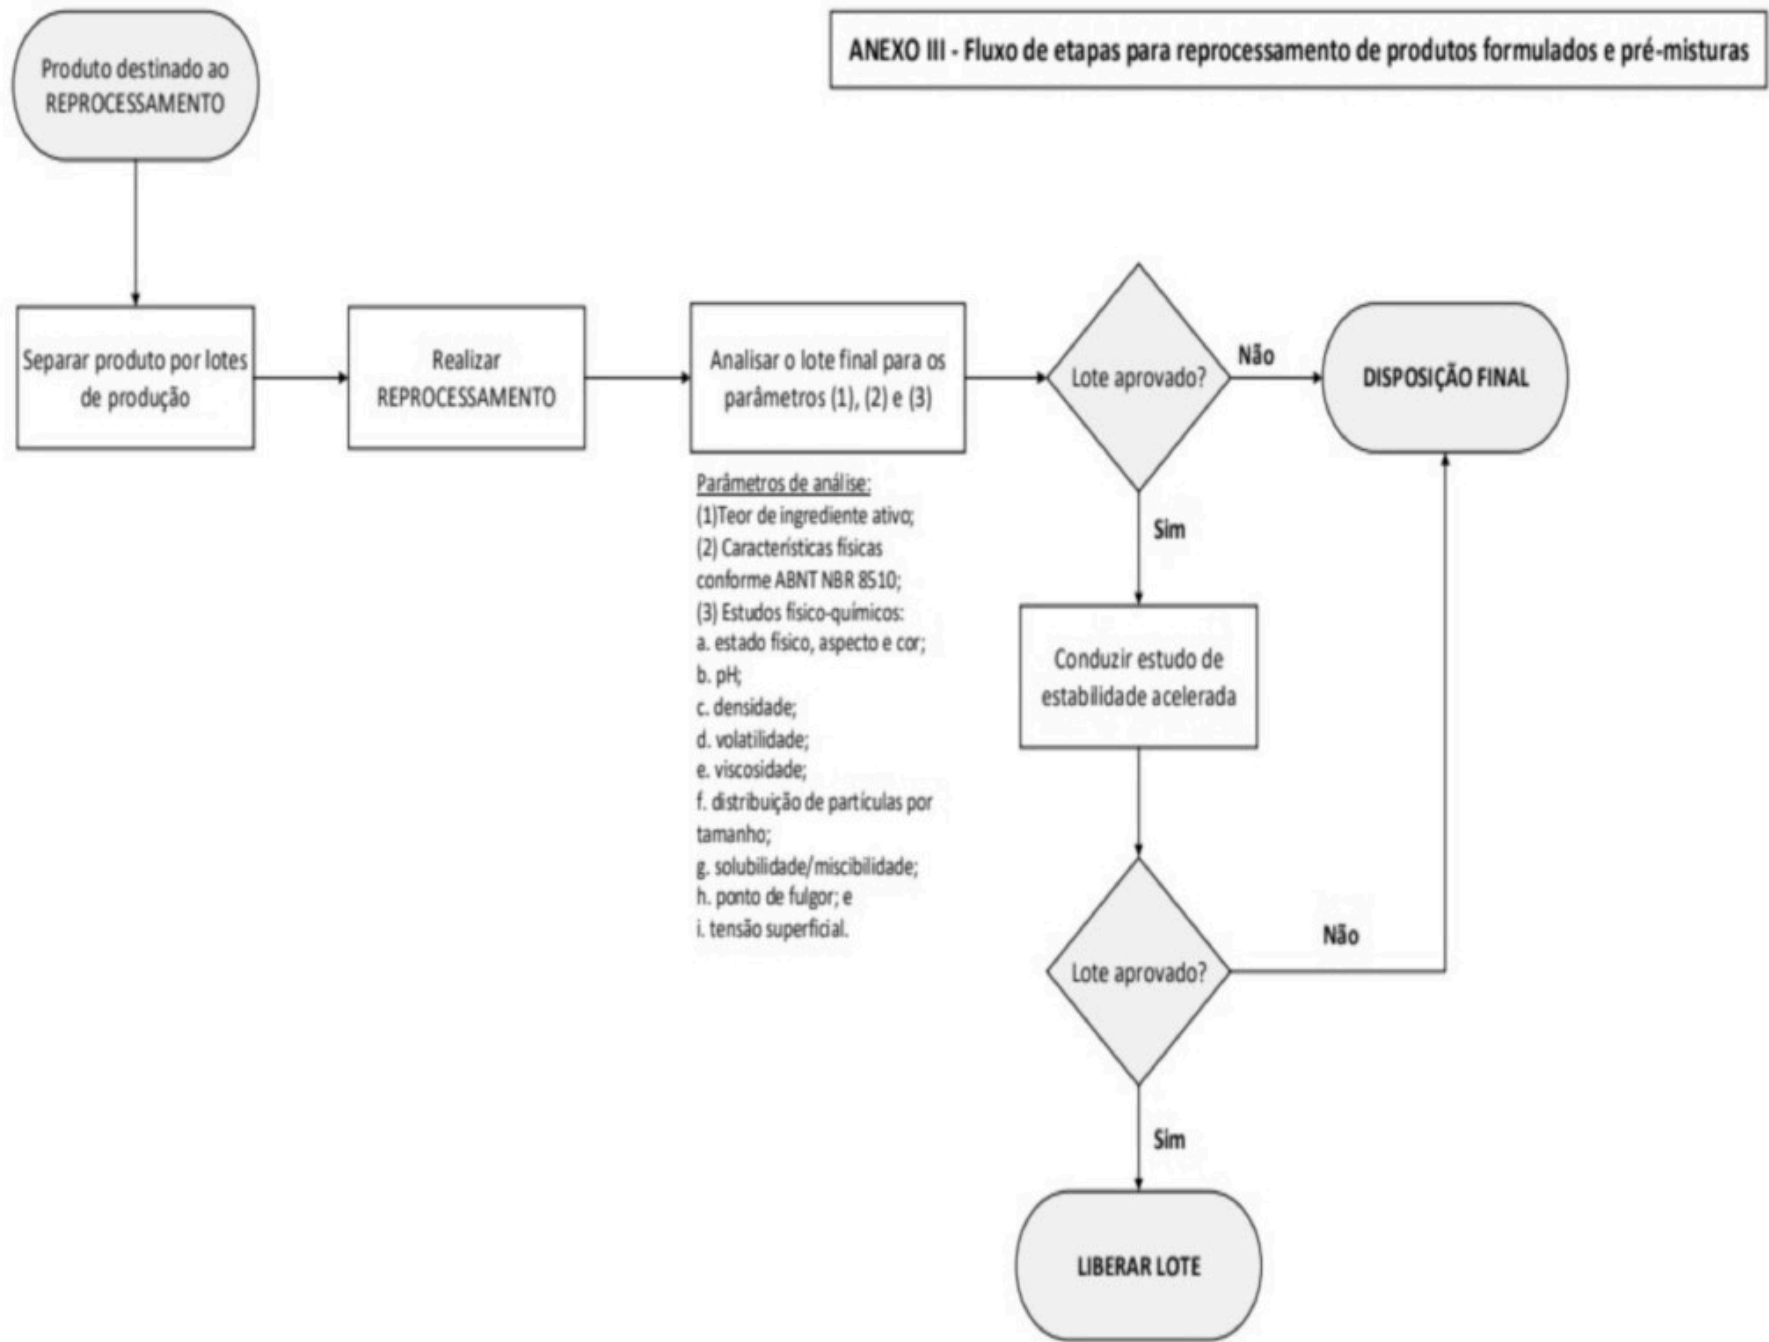 ANEXO III - Fluxo de etapas para reprocessamento de produtos formulados e pré-misturas
Produto destinado ao
REPROCESSAMENTO
Separar produto por lotes
de produção
Realizar
REPROCESSAMENTO
Analisar o lote final para os
parâmetros (1), (2) e (3)
Parâmetros de análise:
(1)Teor de ingrediente ativo;
(2) Características físicas
conforme ABNT NBR 8510;
(3) Estudos físico-químicos:
a. estado físico, aspecto e cor;
b. pH;
c. densidade;
d. volatilidade;
e. viscosidade;
f. distribuição de partículas por
tamanho;
g. solubilidade/miscibilidade;
h. ponto de fulgor; e
i. tensão superficial.
Lote aprovado?
Não
DISPOSIÇÃO FINAL
Sim
Conduzir estudo de
estabilidade acelerada
Lote aprovado?
Não
Sim
LIBERAR LOTE